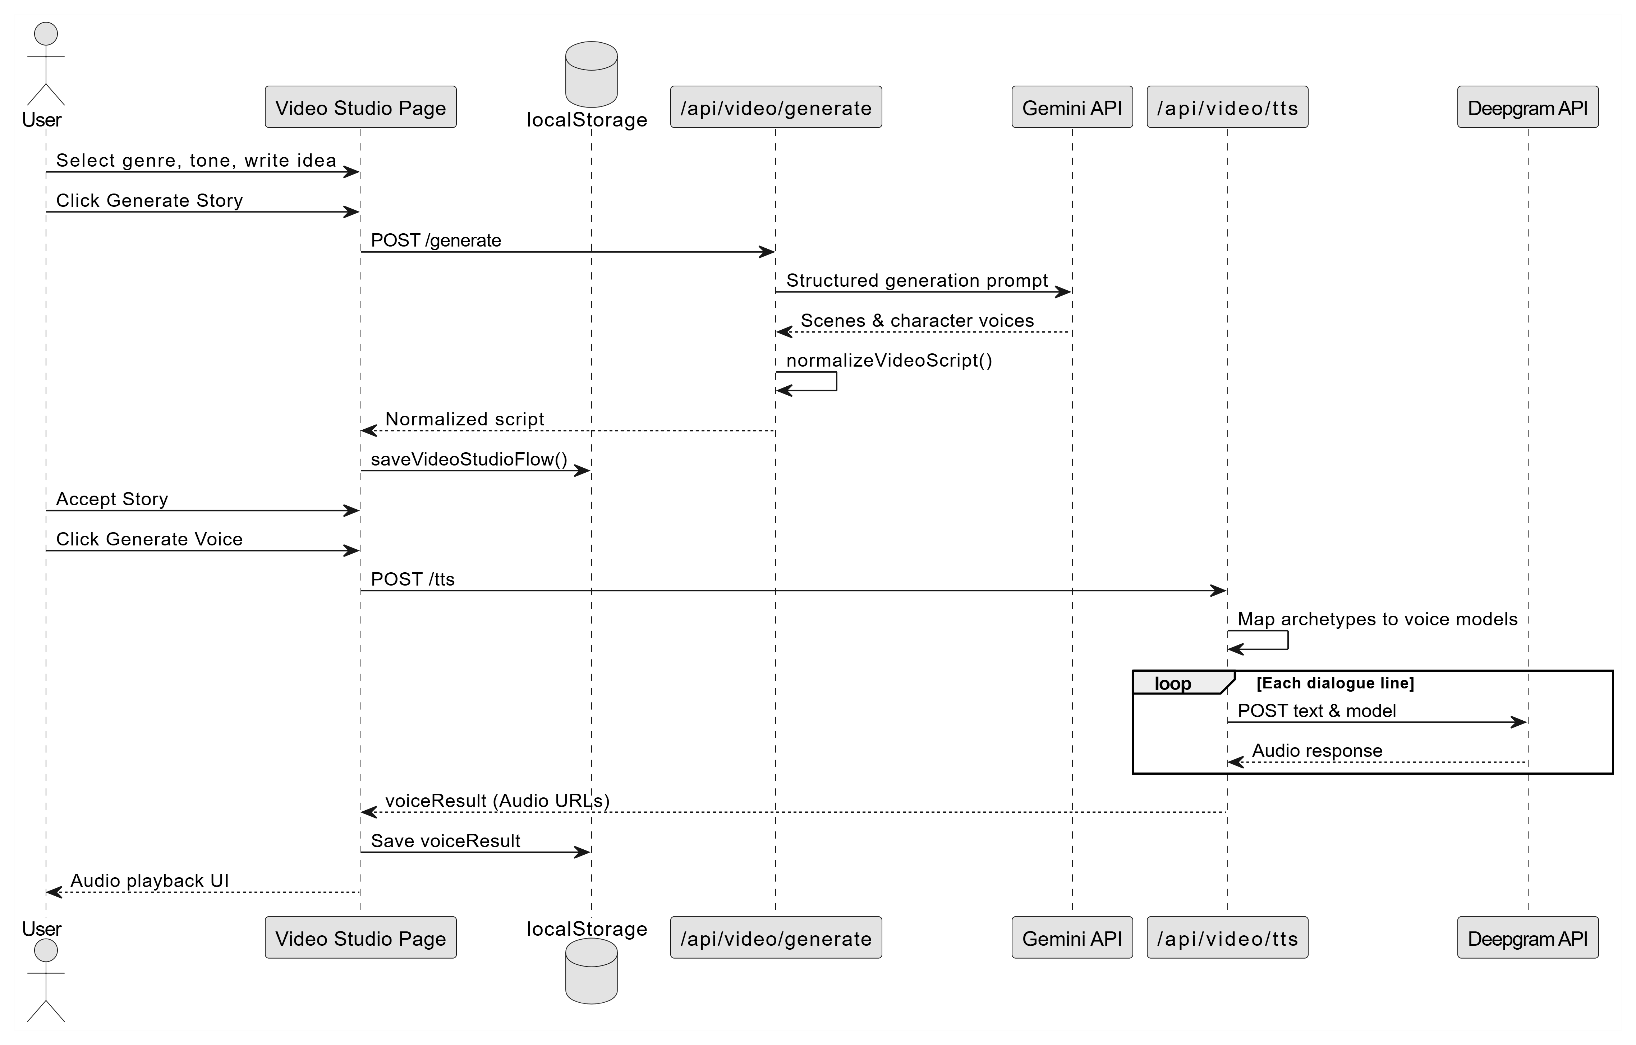 User
Video Studio Page
localStorage
/api/video/generate
Gemini API
/api/video/tts
Deepgram API
Select genre, tone, write idea
Click Generate Story
POST /generate
Structured generation prompt
Scenes & character voices
normalizeVideoScript()
Normalized script
saveVideoStudioFlow()
Accept Story
Click Generate Voice
POST /tts
Map archetypes to voice models
loop
[Each dialogue line]
POST text & model
Audio response
voiceResult (Audio URLs)
Save voiceResult
Audio playback UI
User
Video Studio Page
localStorage
/api/video/generate
Gemini API
/api/video/tts
Deepgram API